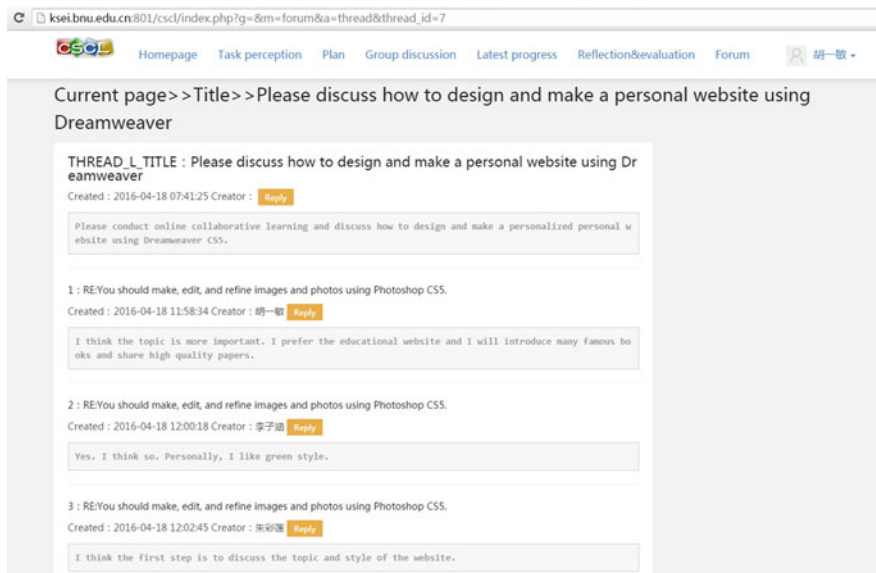 ksei.bnu.edu.cn:801/cscl/index.php?g=&m=forum&a=thread&thread_id=7
CSCL Homepage Task perception Plan Group discussion Latest progress Reflection&evaluation Forum 胡一敏
Current page>>Title>>Please discuss how to design and make a personal website using
Dreamweaver
THREAD_L_TITLE : Please discuss how to design and make a personal website using Dr
eamweaver
Created : 2016-04-18 07:41:25 Creator : Reply
Please conduct online collaborative learning and discuss how to design and make a personalized personal w
ebsite using Dreamweaver CS5.
1 : RE:You should make, edit, and refine images and photos using Photoshop CS5.
Created : 2016-04-18 11:58:34 Creator : 胡一敏 Reply
I think the topic is more important. I prefer the educational website and I will introduce many famous bo
oks and share high quality papers.
2 : RE:You should make, edit, and refine images and photos using Photoshop CS5.
Created : 2016-04-18 12:00:18 Creator : 李子涵 Reply
Yes. I think so. Personally, I like green style.
3 : RE:You should make, edit, and refine images and photos using Photoshop CS5.
Created : 2016-04-18 12:02:45 Creator : 朱彩莲 Reply
I think the first step is to discuss the topic and style of the website.